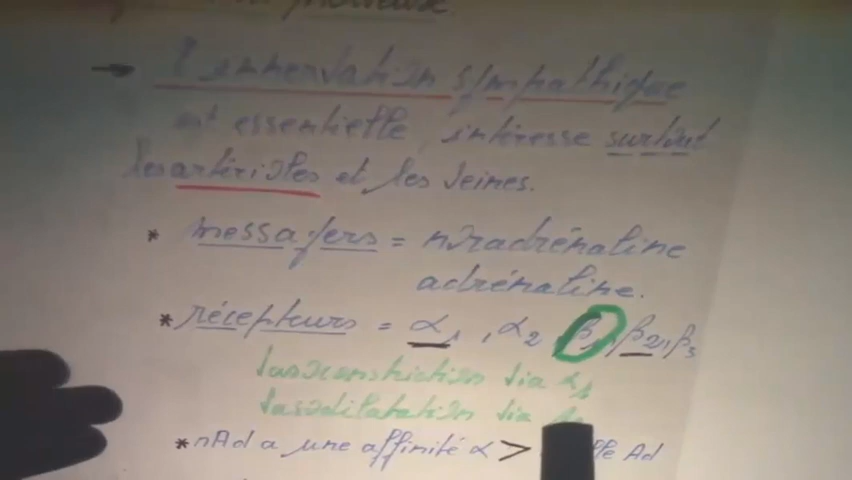 → l'innervation sympathique
est essentielle, intéresse surtout
les artérioles et les veines.
* messagers = noradrénaline
adrénaline.
* récepteurs = α1, α2, β1, β2, β3
vasoconstriction via α1
vasodilatation via
* nAd a une affinité α > Ad